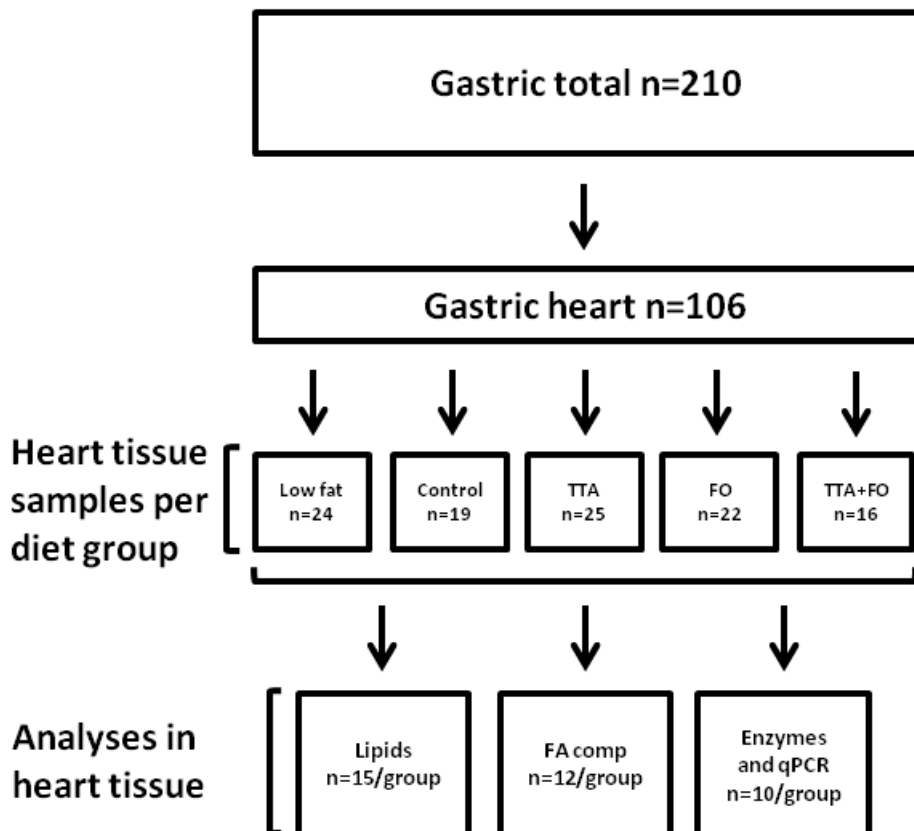 Gastric total n=210
Gastric heart n=106
Heart tissue
samples per
diet group
Low fat
n=24
Control
n=19
TTA
n=25
FO
n=22
TTA+FO
n=16
Analyses in
heart tissue
Lipids
n=15/group
FA comp
n=12/group
Enzymes
and qPCR
n=10/group